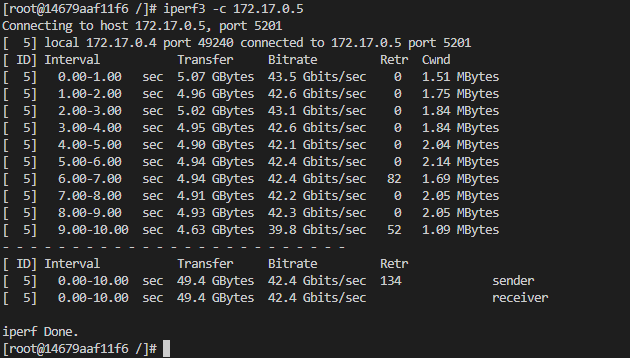 [root@14679aaf11f6 /]# iperf3 -c 172.17.0.5
Connecting to host 172.17.0.5, port 5201
[  5] local 172.17.0.4 port 49240 connected to 172.17.0.5 port 5201
[ ID] Interval           Transfer     Bitrate         Retr  Cwnd
[  5]   0.00-1.00   sec  5.07 GBytes  43.5 Gbits/sec    0   1.51 MBytes
[  5]   1.00-2.00   sec  4.96 GBytes  42.6 Gbits/sec    0   1.75 MBytes
[  5]   2.00-3.00   sec  5.02 GBytes  43.1 Gbits/sec    0   1.84 MBytes
[  5]   3.00-4.00   sec  4.95 GBytes  42.6 Gbits/sec    0   1.84 MBytes
[  5]   4.00-5.00   sec  4.90 GBytes  42.1 Gbits/sec    0   2.04 MBytes
[  5]   5.00-6.00   sec  4.94 GBytes  42.4 Gbits/sec    0   2.14 MBytes
[  5]   6.00-7.00   sec  4.94 GBytes  42.4 Gbits/sec   82   1.69 MBytes
[  5]   7.00-8.00   sec  4.91 GBytes  42.2 Gbits/sec    0   2.05 MBytes
[  5]   8.00-9.00   sec  4.93 GBytes  42.3 Gbits/sec    0   2.05 MBytes
[  5]   9.00-10.00  sec  4.63 GBytes  39.8 Gbits/sec   52   1.09 MBytes
- - - - - - - - - - - - - - - - - - - - - - - - -
[ ID] Interval           Transfer     Bitrate         Retr
[  5]   0.00-10.00  sec  49.4 GBytes  42.4 Gbits/sec  134             sender
[  5]   0.00-10.00  sec  49.4 GBytes  42.4 Gbits/sec                  receiver

iperf Done.
[root@14679aaf11f6 /]#